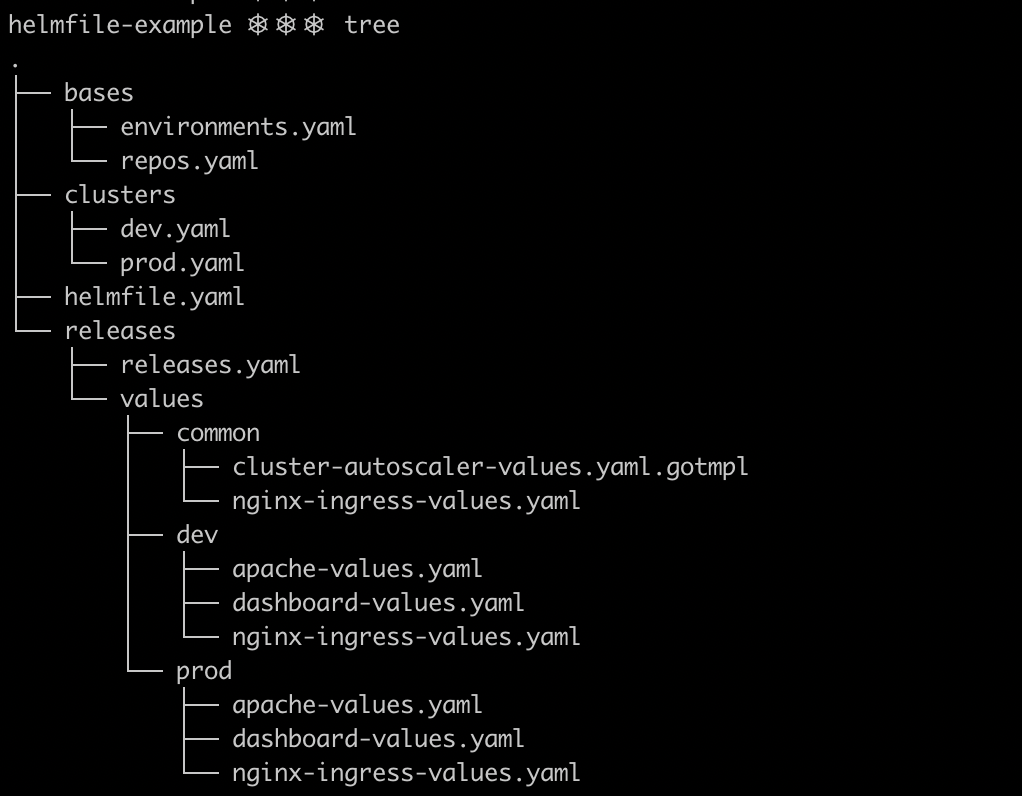 helmfile-example ⎈⎈⎈ tree
.
├── bases
│   ├── environments.yaml
│   └── repos.yaml
├── clusters
│   ├── dev.yaml
│   └── prod.yaml
├── helmfile.yaml
└── releases
    ├── releases.yaml
    └── values
        ├── common
        │   ├── cluster-autoscaler-values.yaml.gotmpl
        │   └── nginx-ingress-values.yaml
        ├── dev
        │   ├── apache-values.yaml
        │   ├── dashboard-values.yaml
        │   └── nginx-ingress-values.yaml
        └── prod
            ├── apache-values.yaml
            ├── dashboard-values.yaml
            └── nginx-ingress-values.yaml